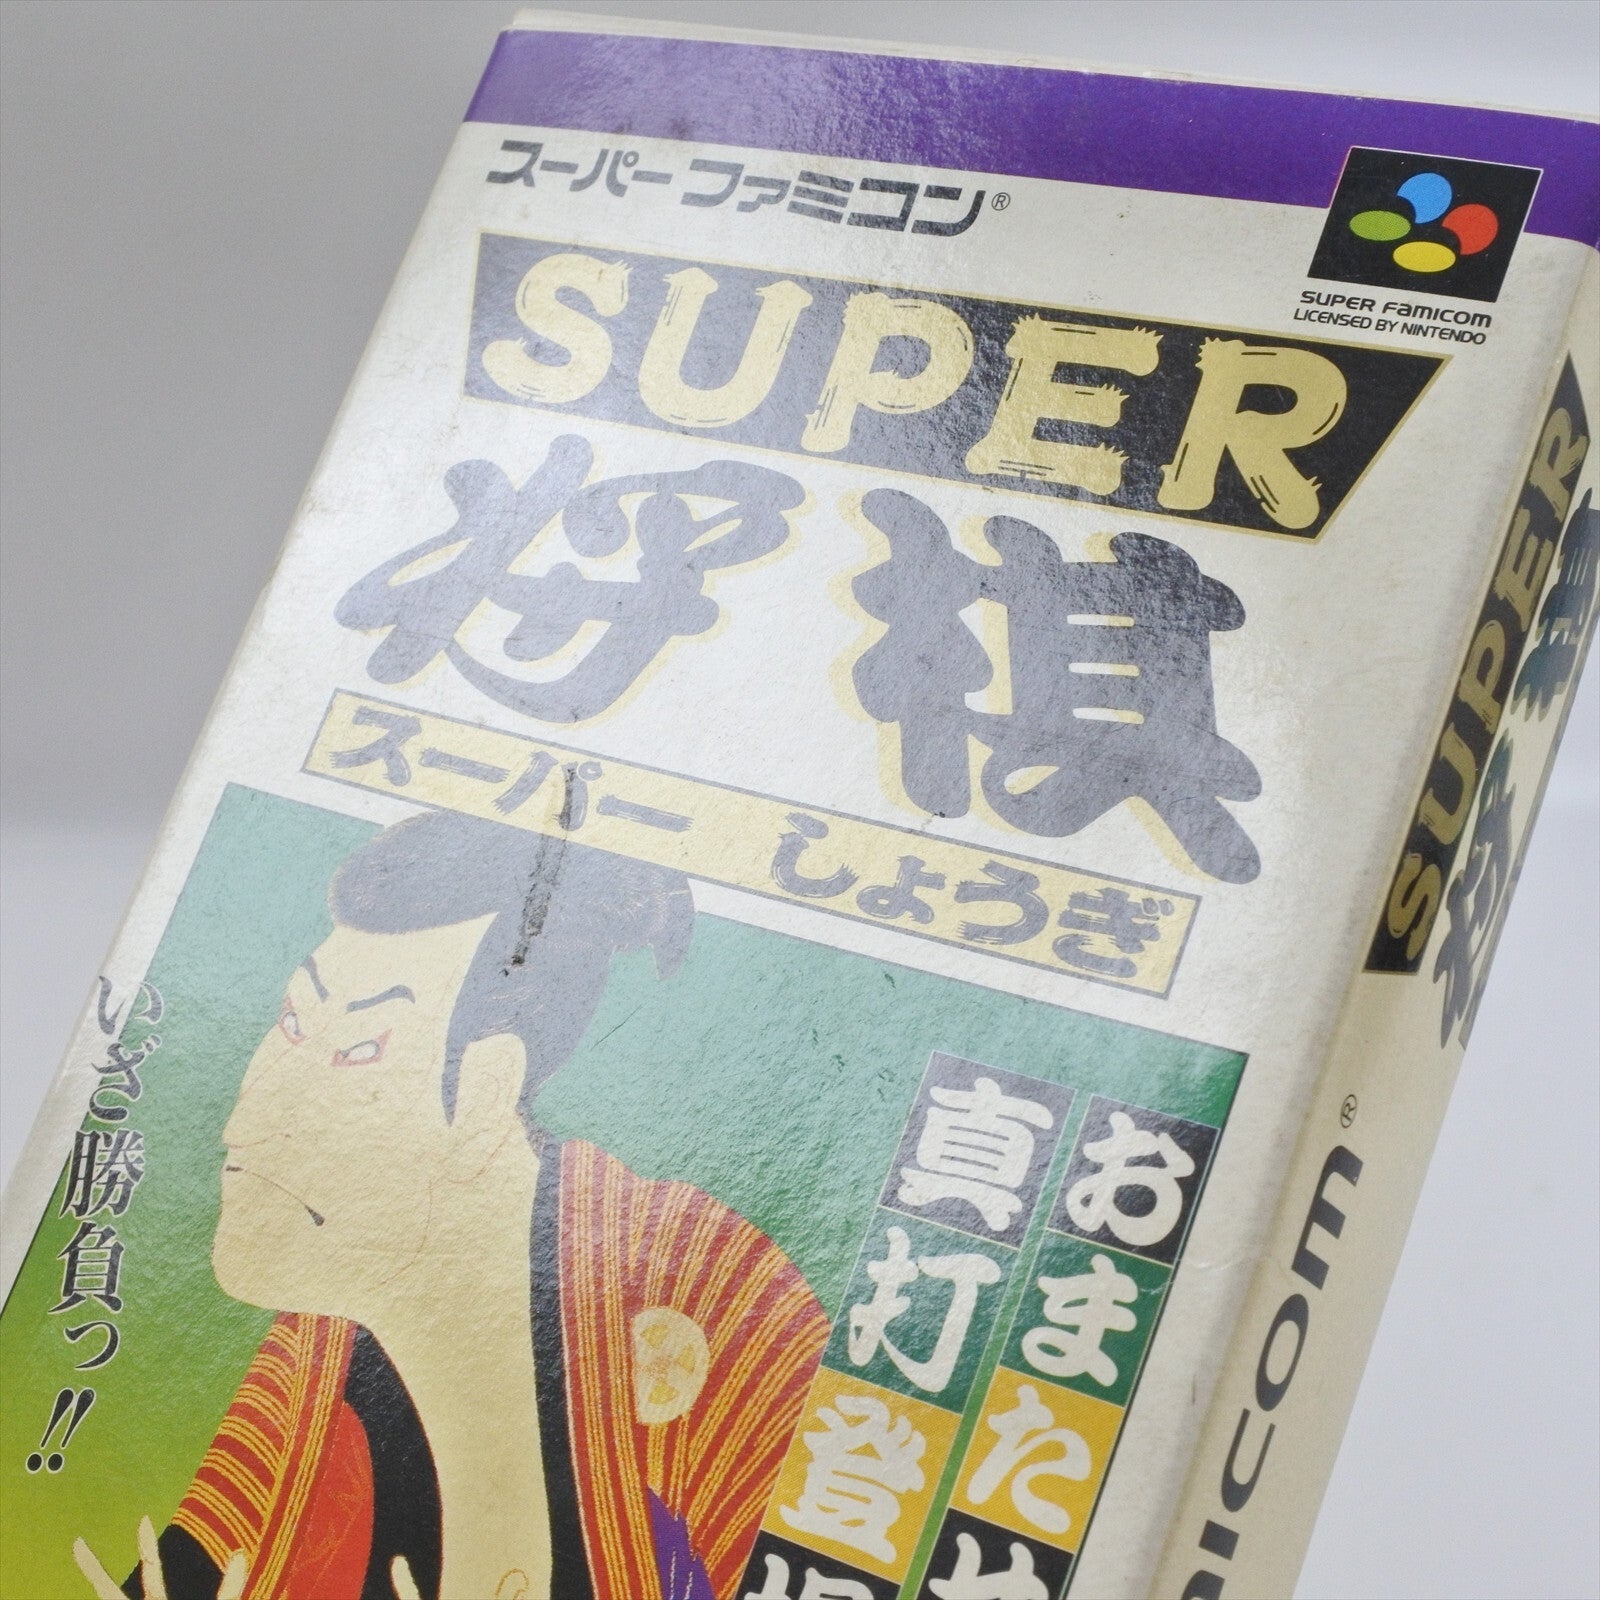 スーパーファミコン®
SUPER FAMICOM
LICENSED BY NINTENDO
SUPER
将棋
スーパーしょうぎ
おまた
真打登
いざ勝負っ!!
SUPER
将棋
icom®